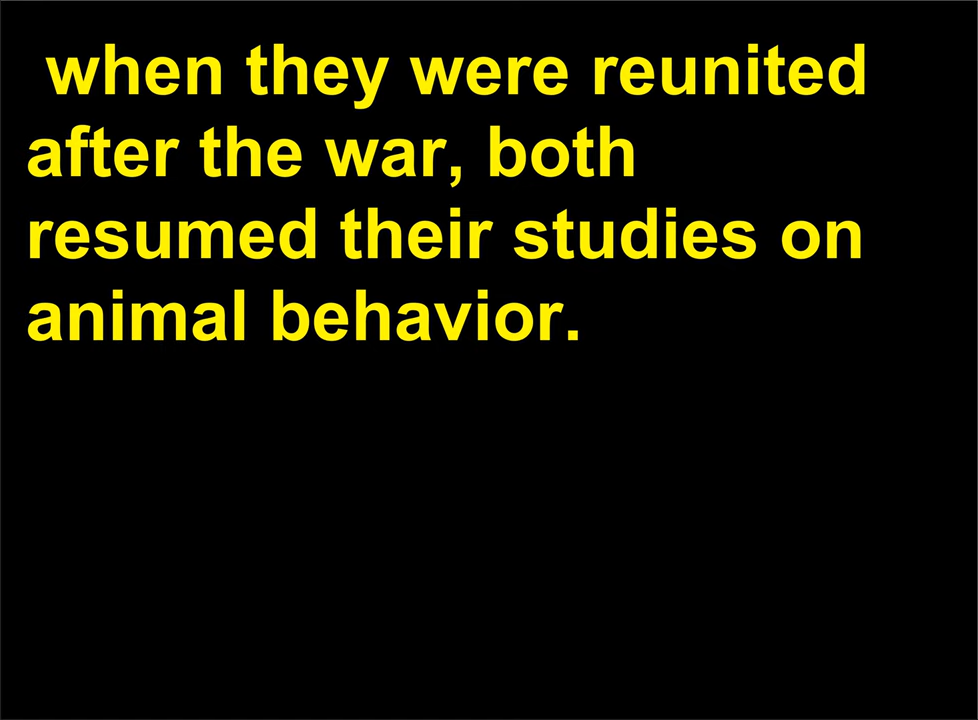 when they were reunited
after the war, both
resumed their studies on
animal behavior.